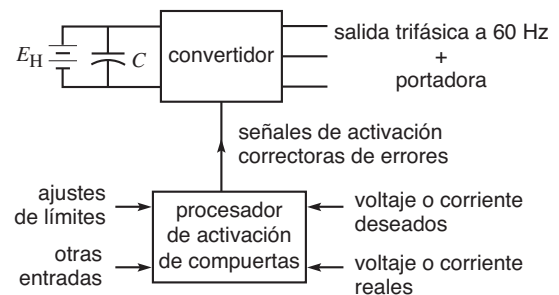 E_H
C
convertidor
salida trifásica a 60 Hz
+
portadora
señales de activación
correctoras de errores
ajustes
de límites
otras
entradas
procesador
de activación
de compuertas
voltaje o corriente
deseados
voltaje o corriente
reales